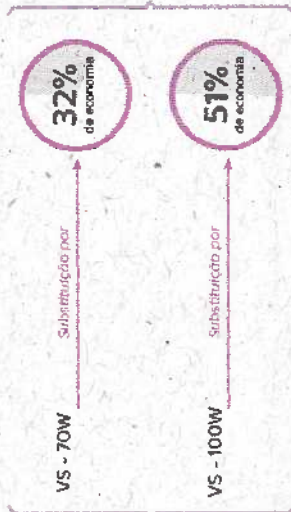 VS - 70W
Substituição por
32%
de economia
VS - 100W
Substituição por
51%
de economia